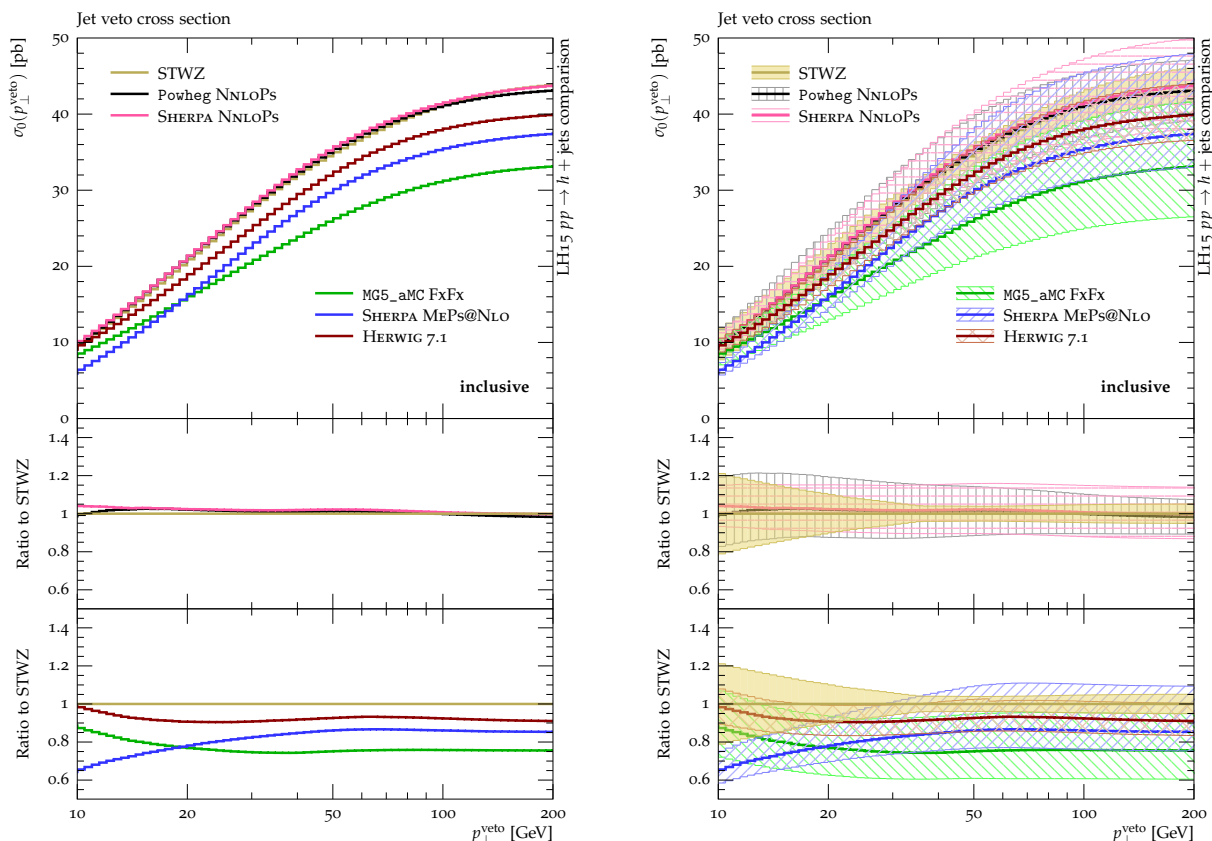 Jet veto cross section
σ₀(p⊥^veto) [pb]
50
40
30
20
10
0
STWZ
Powheg NNLOPS
SHERPA NNLOPS
MG5_aMC FxFx
SHERPA MEPS@NLO
HERWIG 7.1
inclusive
LH15 pp → h + jets comparison
Ratio to STWZ
1.4
1.2
1
0.8
0.6
Ratio to STWZ
1.4
1.2
1
0.8
0.6
10
20
50
100
200
p⊥^veto [GeV]
Jet veto cross section
σ₀(p⊥^veto) [pb]
50
40
30
20
10
0
STWZ
Powheg NNLOPS
SHERPA NNLOPS
MG5_aMC FxFx
SHERPA MEPS@NLO
HERWIG 7.1
inclusive
LH15 pp → h + jets comparison
Ratio to STWZ
1.4
1.2
1
0.8
0.6
Ratio to STWZ
1.4
1.2
1
0.8
0.6
10
20
50
100
200
p⊥^veto [GeV]